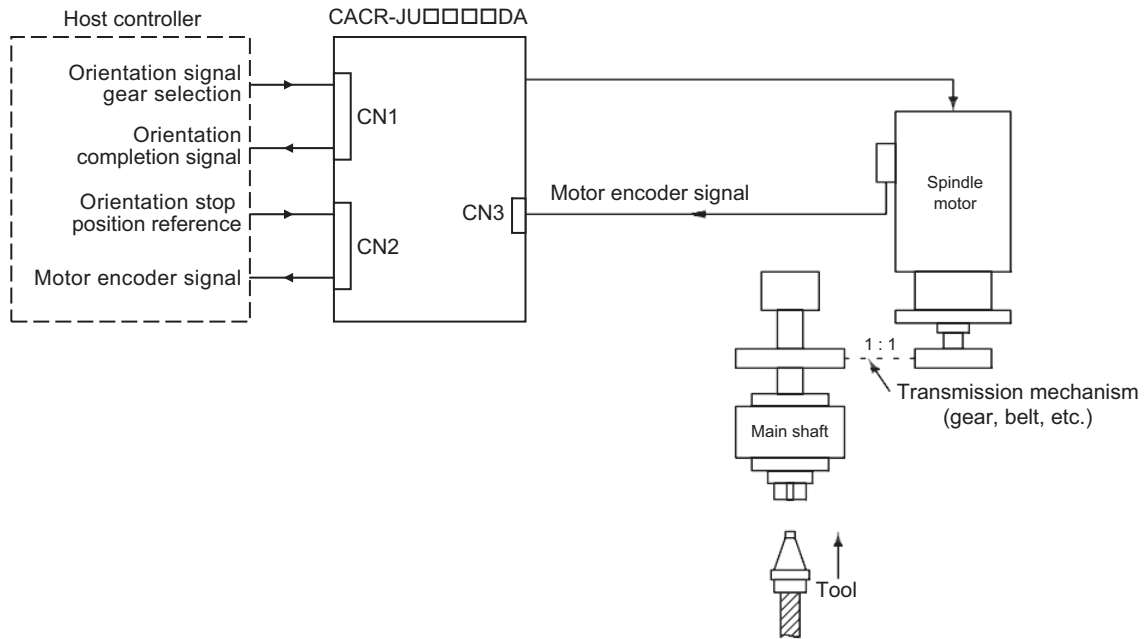 Host controller
CACR-JU□□□□DA
Orientation signal
gear selection
CN1
Orientation
completion signal
Orientation stop
position reference
CN2
Motor encoder signal
CN3
Motor encoder signal
Spindle
motor
1 : 1
Transmission mechanism
(gear, belt, etc.)
Main shaft
Tool